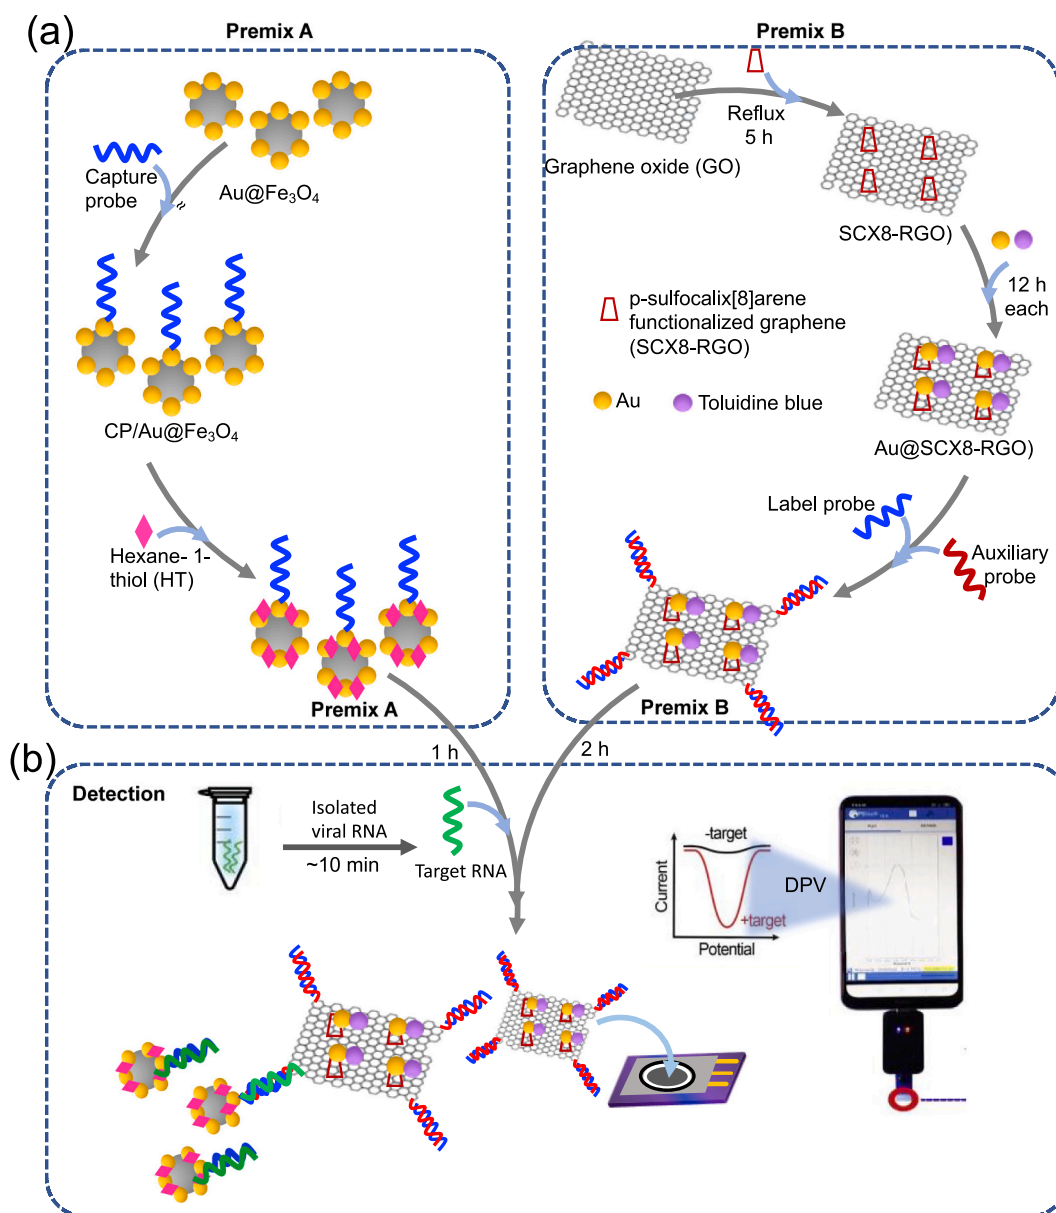 (a)
Premix A
Capture
probe
Au@Fe₃O₄
CP/Au@Fe₃O₄
Hexane- 1-
thiol (HT)
Premix A
Premix B
Reflux
5 h
Graphene oxide (GO)
SCX8-RGO)
12 h
each
p-sulfocalix[8]arene
functionalized graphene
(SCX8-RGO)
Au
Toluidine blue
Au@SCX8-RGO)
Label probe
Auxiliary
probe
Premix B
1 h
2 h
(b)
Detection
Isolated
viral RNA
~10 min
Target RNA
-target
+target
Current
Potential
DPV